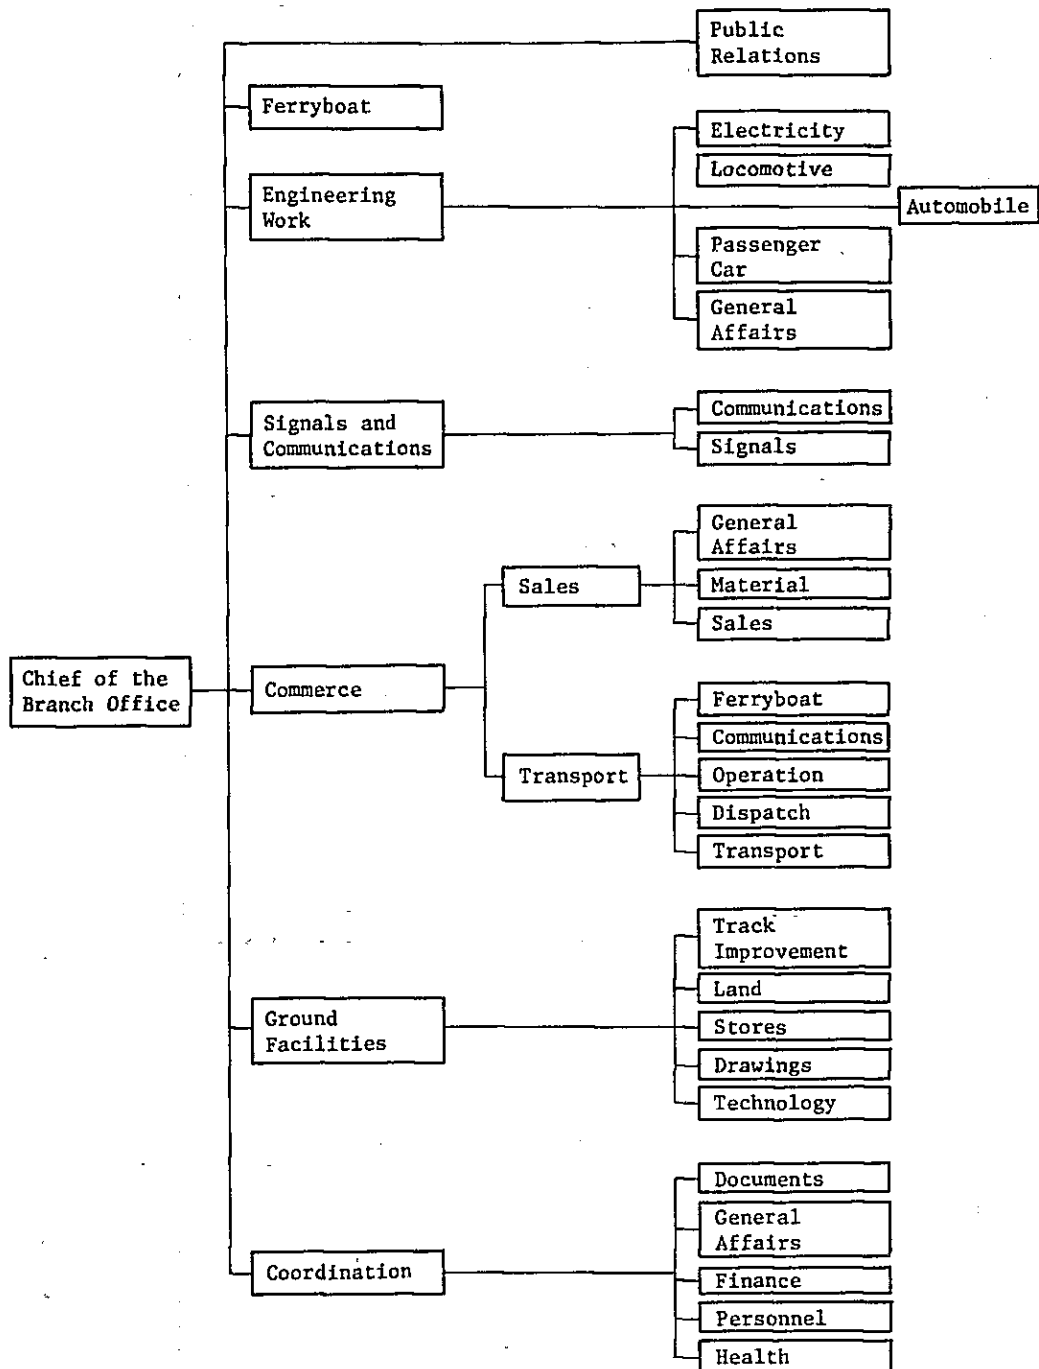 Public
Relations
Ferryboat
Engineering
Work
Electricity
Locomotive
Automobile
Passenger
Car
General
Affairs
Signals and
Communications
Communications
Signals
Chief of the
Branch Office
Commerce
Sales
General
Affairs
Material
Sales
Transport
Ferryboat
Communications
Operation
Dispatch
Transport
Ground
Facilities
Track
Improvement
Land
Stores
Drawings
Technology
Coordination
Documents
General
Affairs
Finance
Personnel
Health